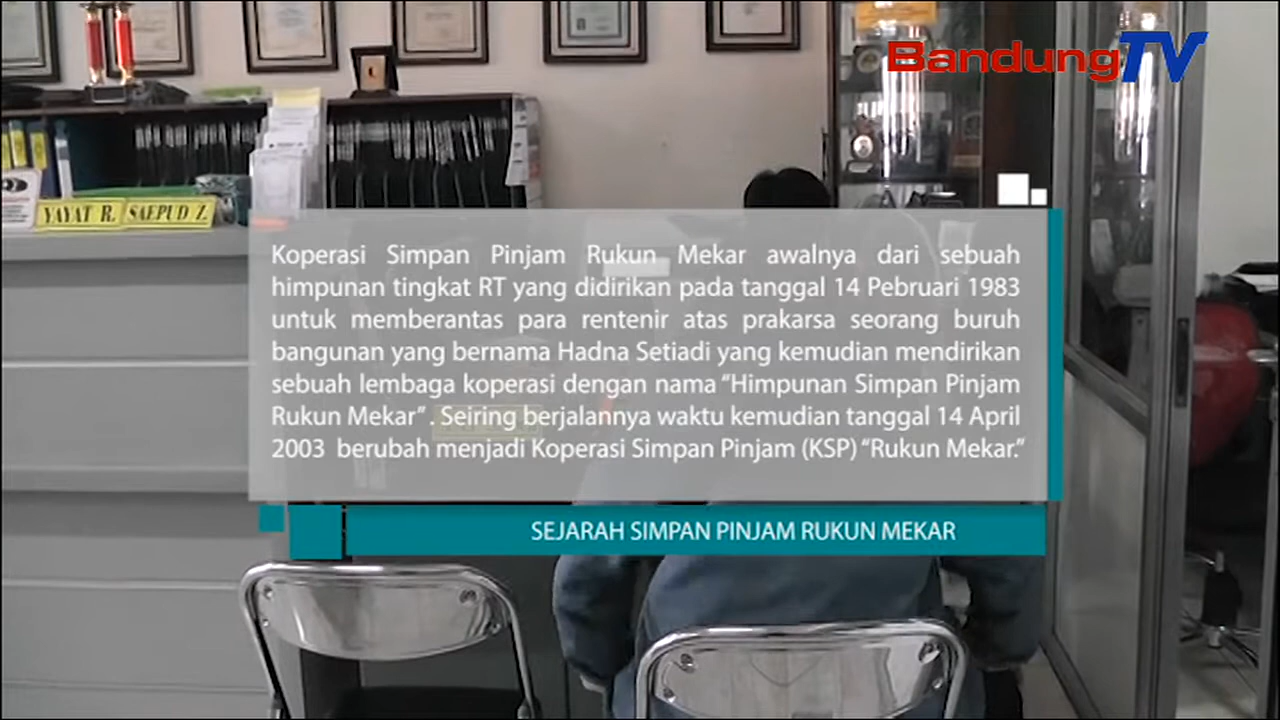 BandungTV
YAYAT R. SAEPUD Z.
Koperasi Simpan Pinjam Rukun Mekar awalnya dari sebuah
himpunan tingkat RT yang didirikan pada tanggal 14 Pebruari 1983
untuk memberantas para rentenir atas prakarsa seorang buruh
bangunan yang bernama Hadna Setiadi yang kemudian mendirikan
sebuah lembaga koperasi dengan nama “Himpunan Simpan Pinjam
Rukun Mekar” . Seiring berjalannya waktu kemudian tanggal 14 April
2003 berubah menjadi Koperasi Simpan Pinjam (KSP) “Rukun Mekar.”
SEJARAH SIMPAN PINJAM RUKUN MEKAR